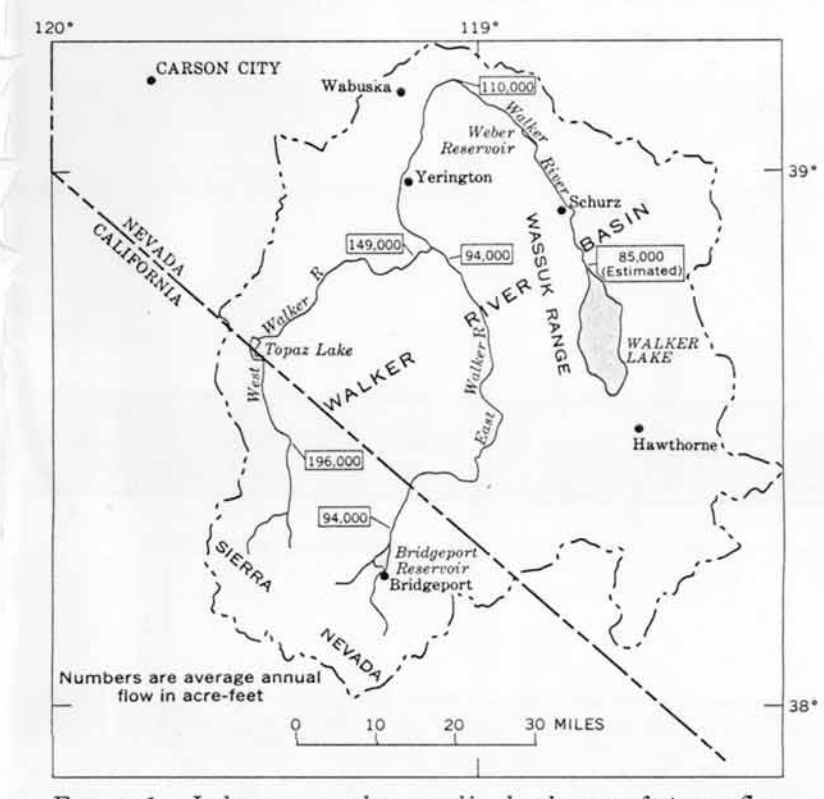 120°
119°
CARSON CITY
Wabuska
110,000
Walker River
Weber
Reservoir
39°
Yerington
Schurz
NEVADA
CALIFORNIA
149,000
94,000
85,000
(Estimated)
WASSUK RANGE
WALKER RIVER BASIN
West Walker R
Topaz Lake
East Walker R
WALKER
LAKE
Hawthorne
196,000
94,000
Bridgeport
Reservoir
Bridgeport
SIERRA NEVADA
Numbers are average annual
flow in acre-feet
38°
0 10 20 30 MILES